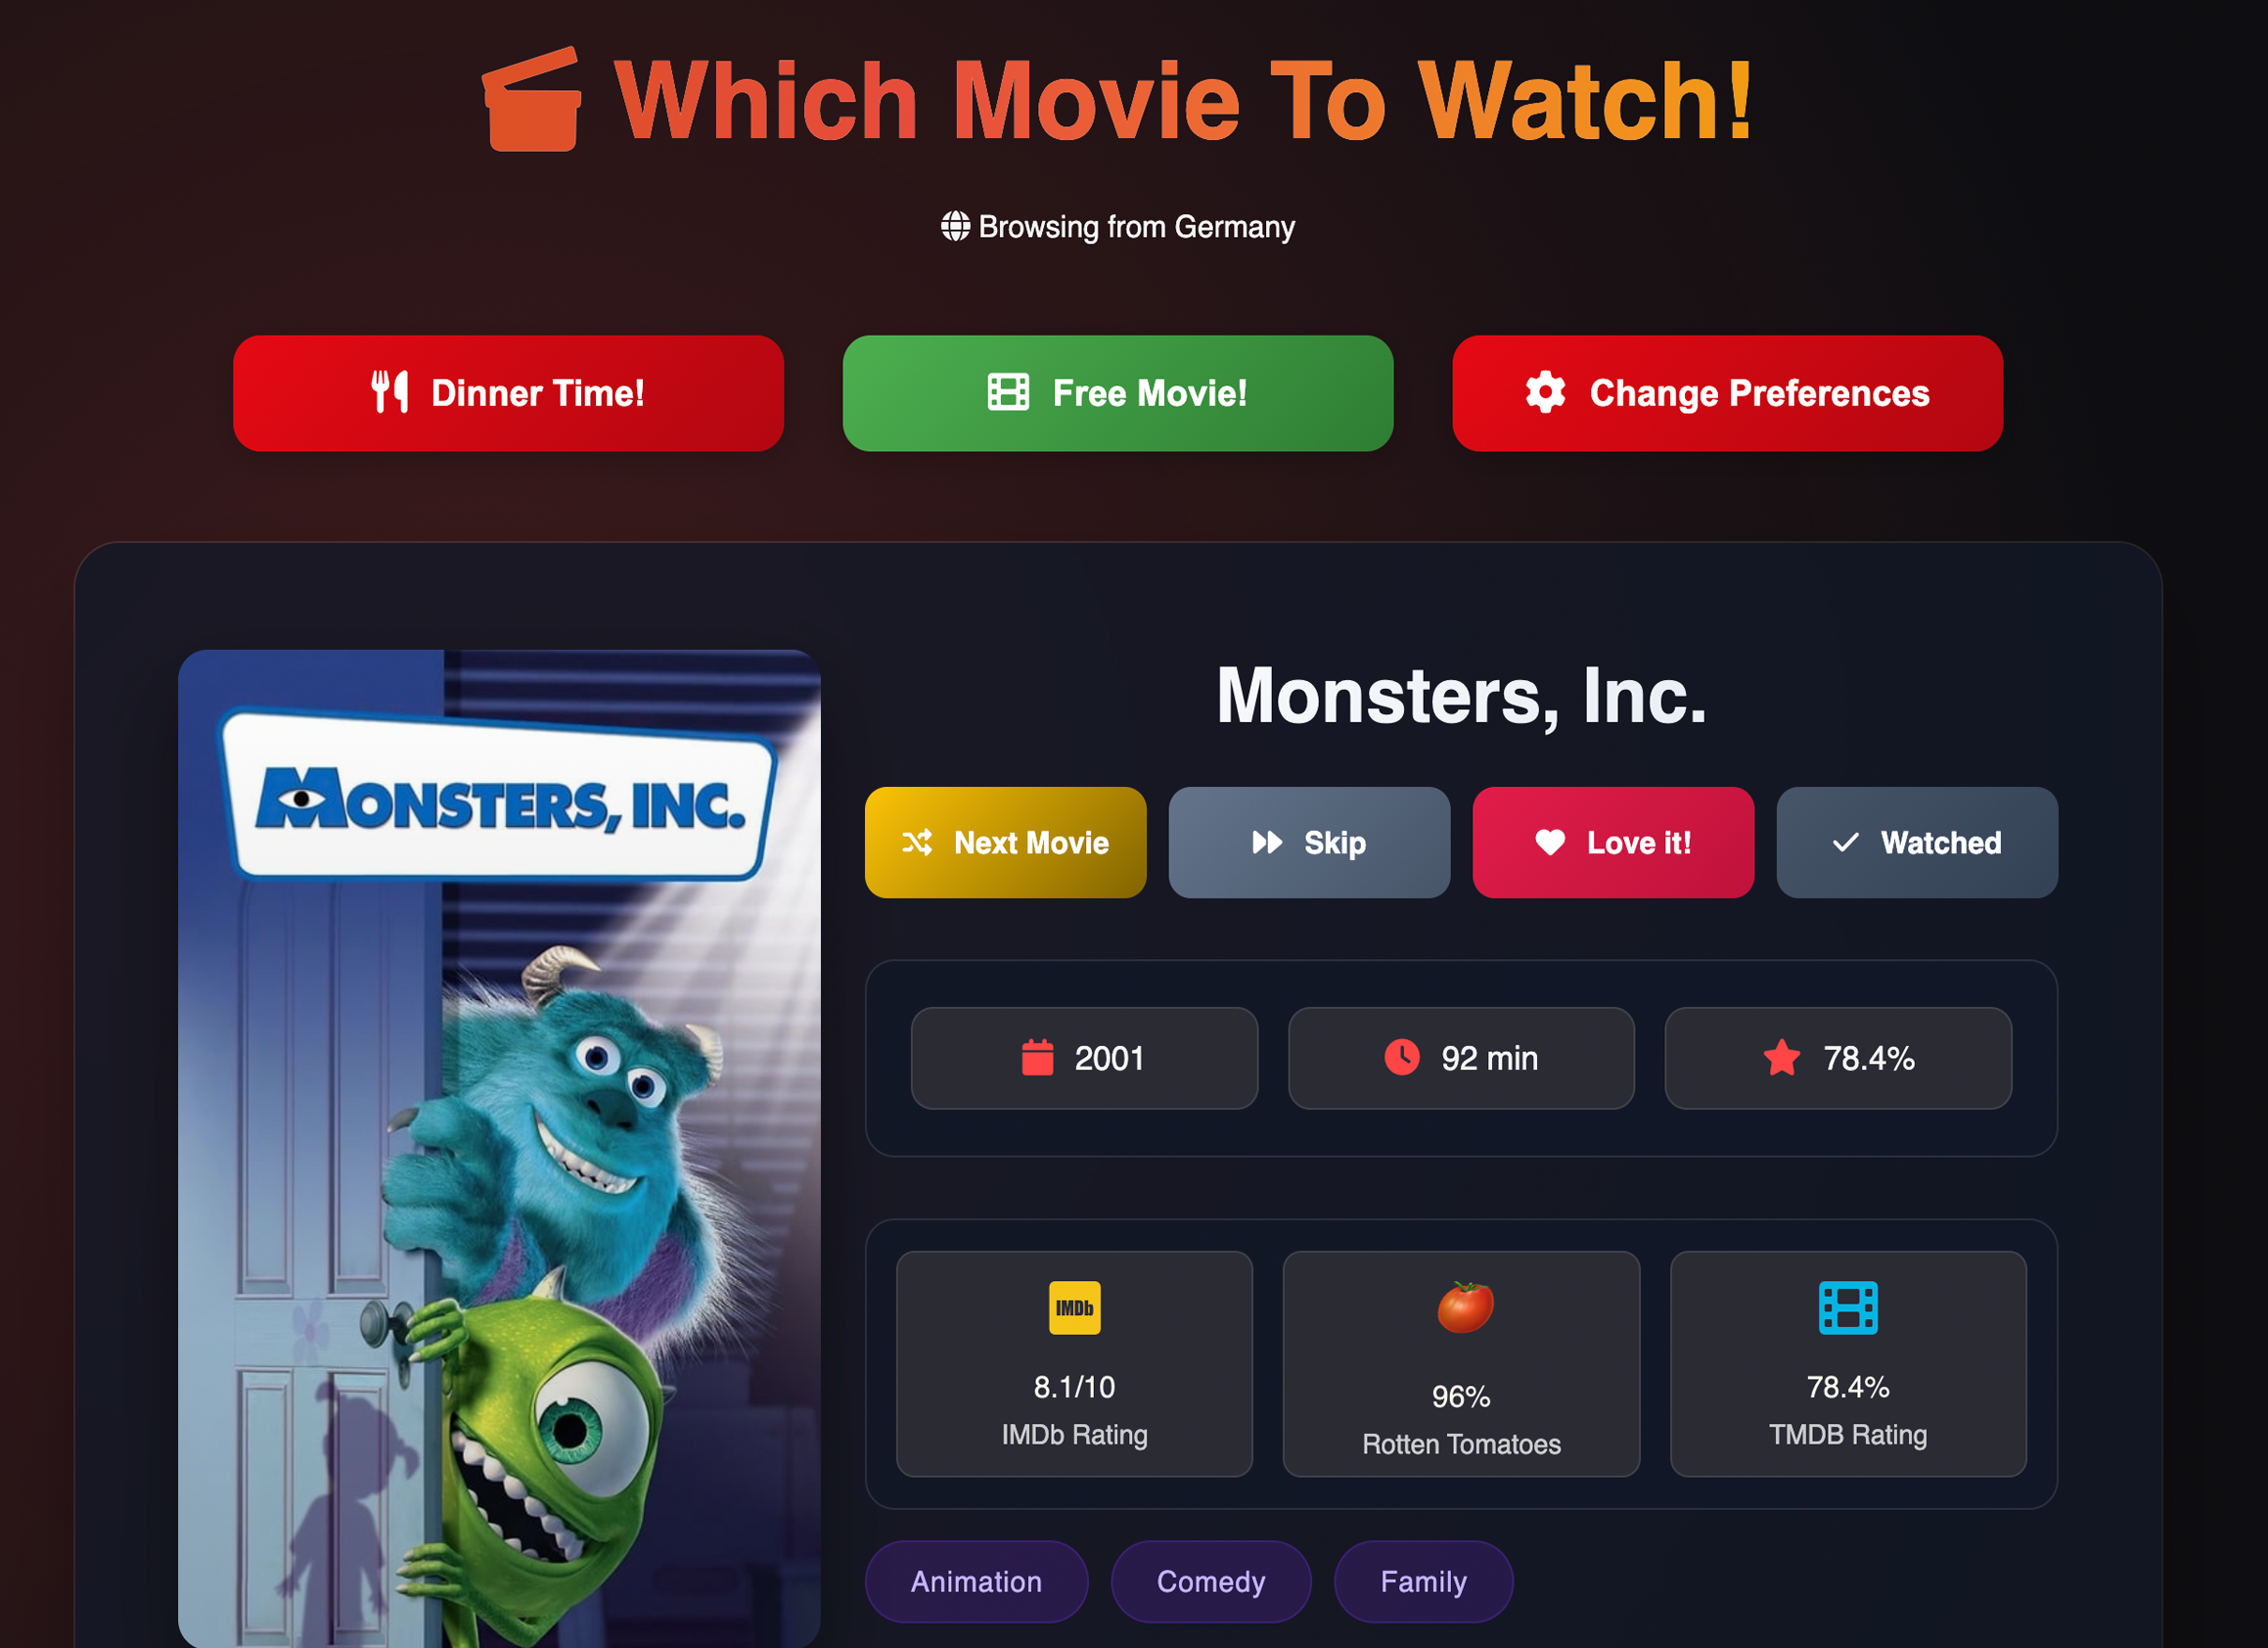 Which Movie To Watch!
Browsing from Germany
Dinner Time!
Free Movie!
Change Preferences
MONSTERS, INC.
Monsters, Inc.
Next Movie
Skip
Love it!
Watched
2001
92 min
78.4%
IMDb
8.1/10
IMDb Rating
96%
Rotten Tomatoes
78.4%
TMDB Rating
Animation
Comedy
Family